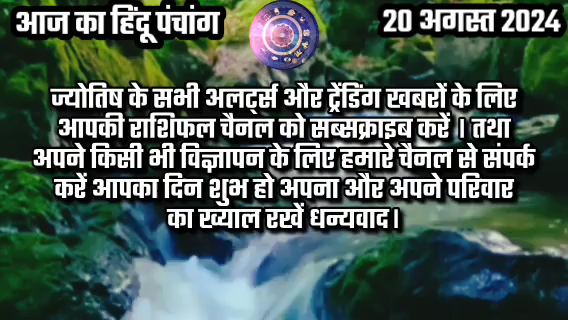 आज का हिंदू पंचांग
20 अगस्त 2024
ज्योतिष के सभी अलर्ट्स और ट्रेंडिंग खबरों के लिए
आपकी राशिफल चैनल को सब्सक्राइब करें । तथा
अपने किसी भी विज्ञापन के लिए हमारे चैनल से संपर्क
करें आपका दिन शुभ हो अपना और अपने परिवार
का ख्याल रखें धन्यवाद।